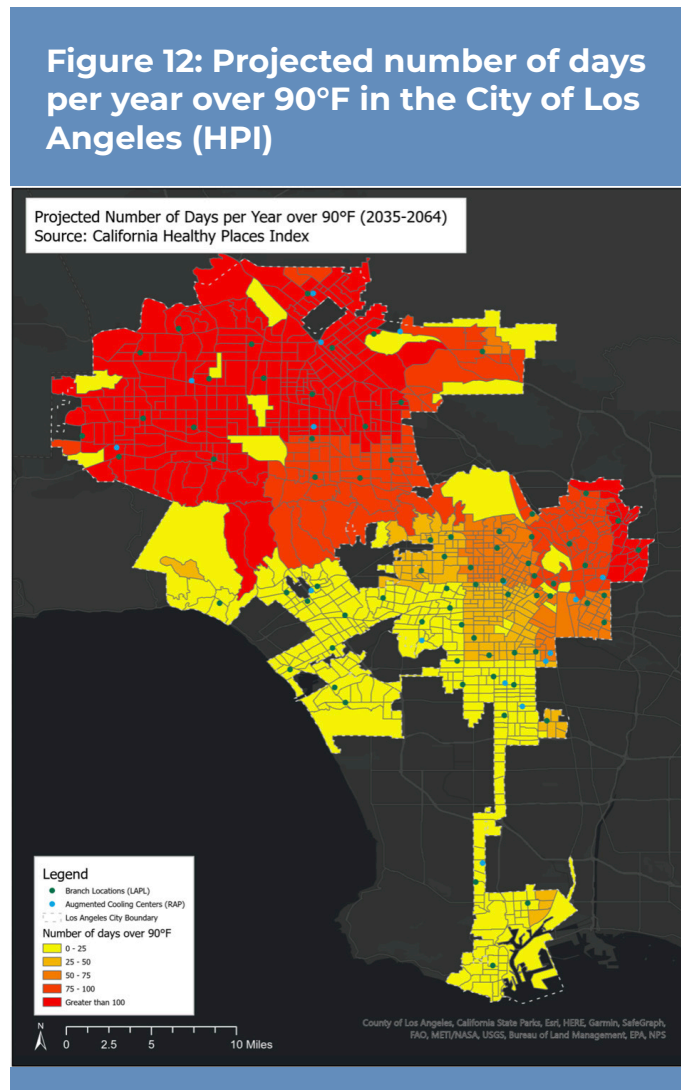 Figure 12: Projected number of days
per year over 90°F in the City of Los
Angeles (HPI)
Projected Number of Days per Year over 90°F (2035-2064)
Source: California Healthy Places Index
Legend
Branch Locations (LAPL)
Augmented Cooling Centers (RAP)
Los Angeles City Boundary
Number of days over 90°F
0 - 25
25 - 50
50 - 75
75 - 100
Greater than 100
N
0 2.5 5 10 Miles
County of Los Angeles, California State Parks, Esri, HERE, Garmin, SafeGraph,
FAO, METI/NASA, USGS, Bureau of Land Management, EPA, NPS